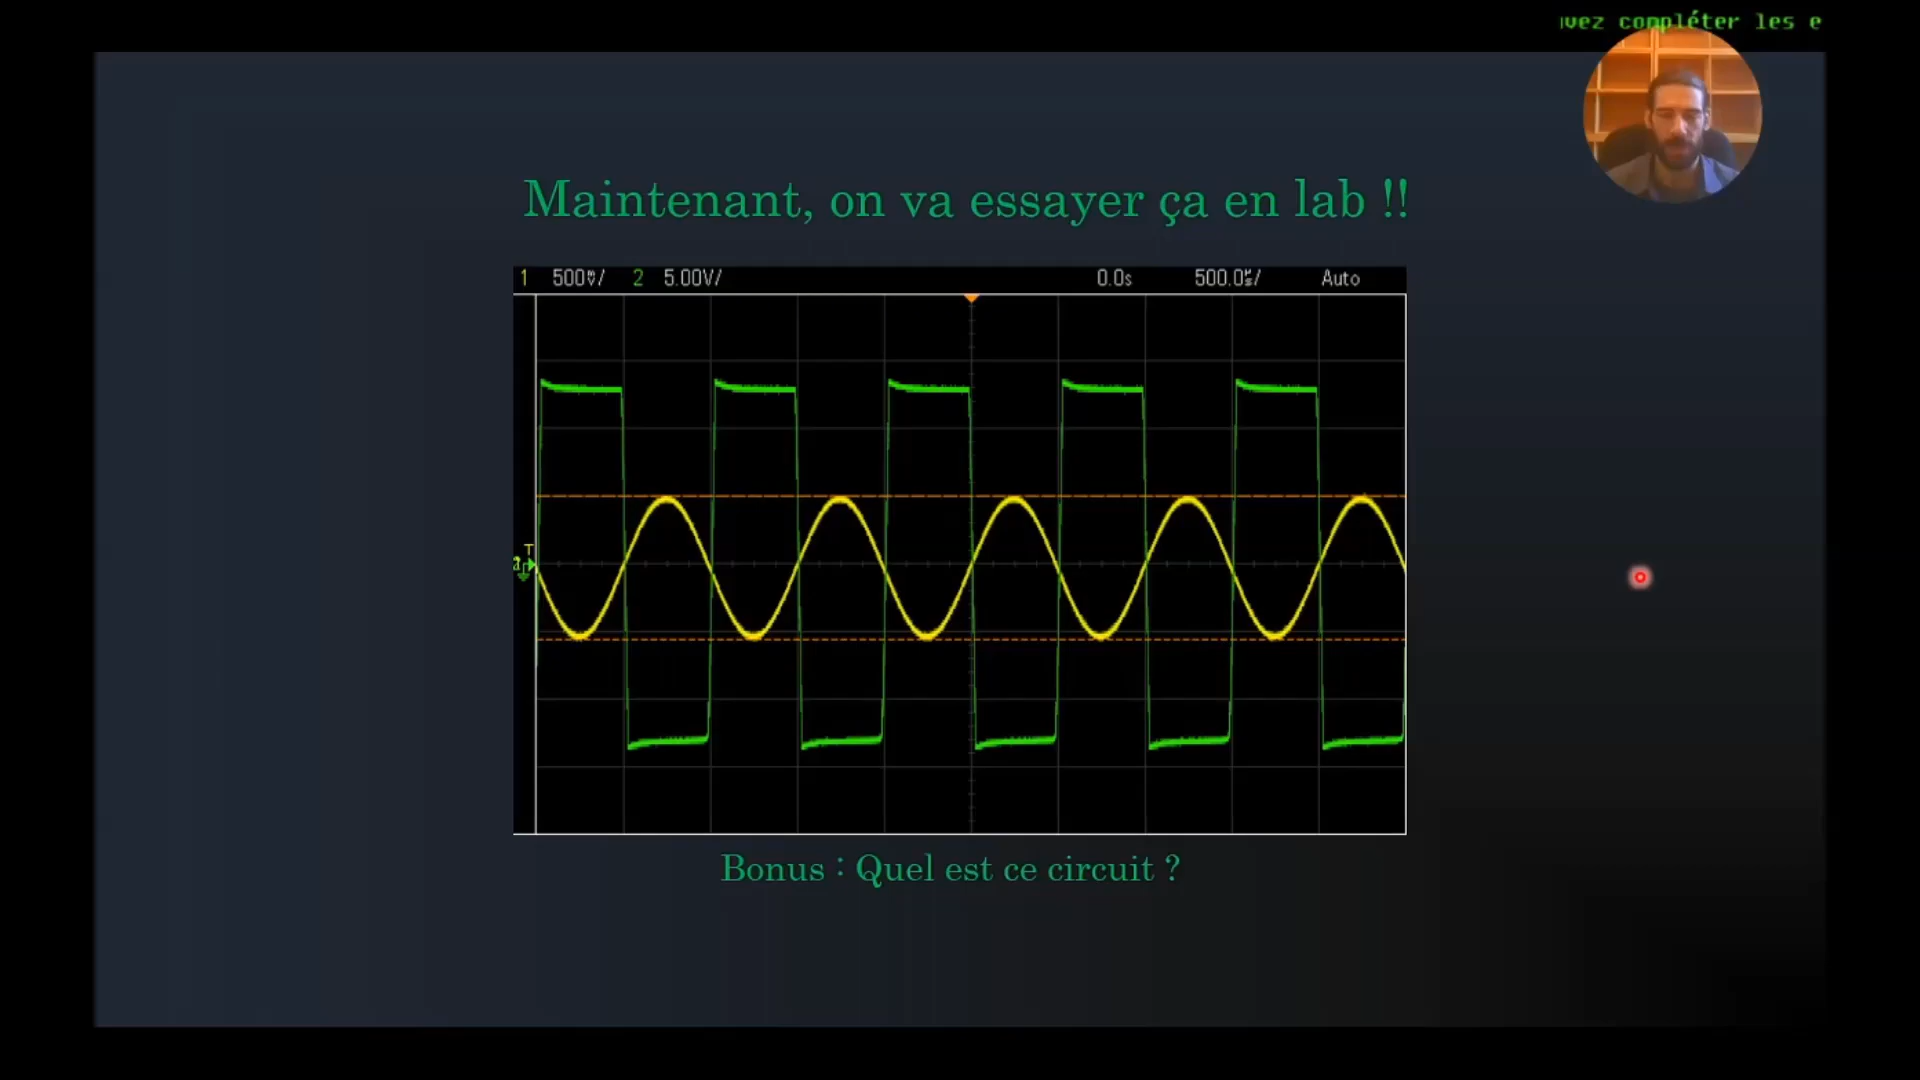 compléter les
Maintenant, on va essayer ça en lab !!
1 500mV/ 2 5.00V/ 0.0s 500.0µs/ Auto
T
Bonus : Quel est ce circuit ?